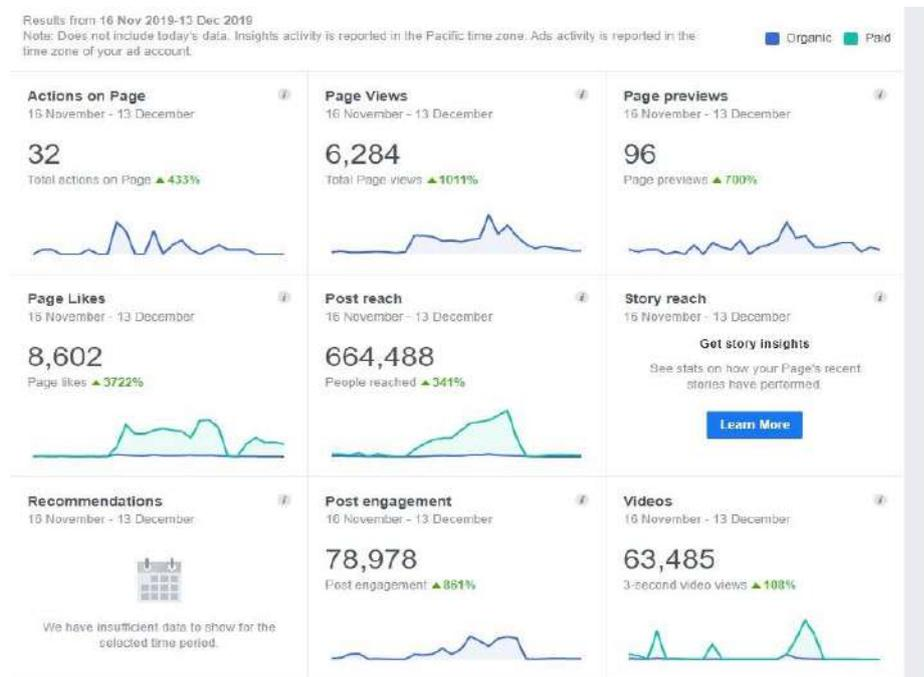 Results from 16 Nov 2019-13 Dec 2019
Note: Does not include today's data. Insights activity is reported in the Pacific time zone. Ads activity is reported in the
time zone of your ad account.
Organic Paid
Actions on Page
16 November - 13 December
32
Total actions on Page ▲433%
Page Views
16 November - 13 December
6,284
Total Page views ▲1011%
Page previews
16 November - 13 December
96
Page previews ▲700%
Page Likes
16 November - 13 December
8,602
Page likes ▲3722%
Post reach
16 November - 13 December
664,488
People reached ▲341%
Story reach
16 November - 13 December
Get story insights
See stats on how your Page's recent
stories have performed.
Learn More
Recommendations
16 November - 13 December
We have insufficient data to show for the
selected time period.
Post engagement
16 November - 13 December
78,978
Post engagement ▲861%
Videos
16 November - 13 December
63,485
3-second video views ▲108%